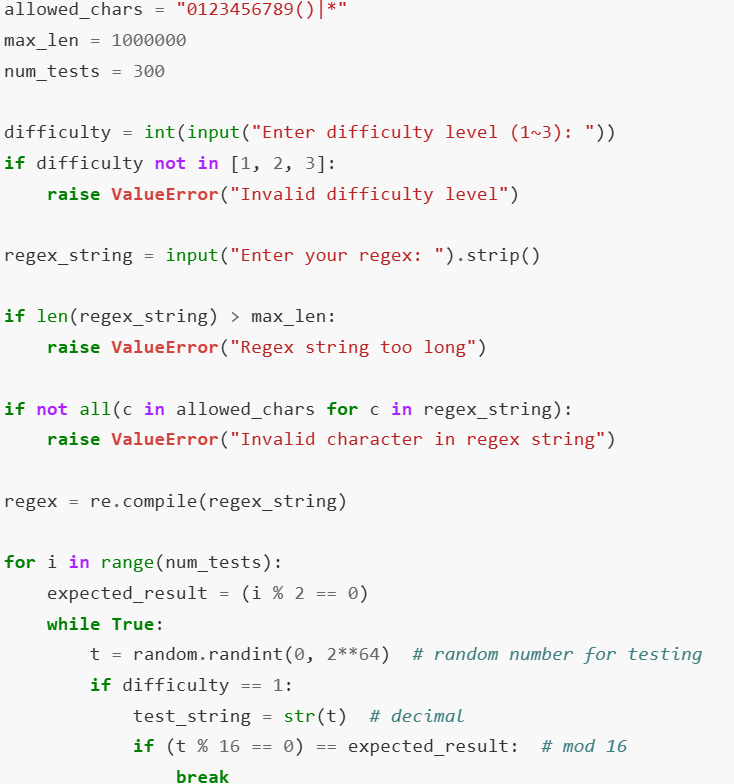 allowed_chars = "0123456789()|*"
max_len = 1000000
num_tests = 300
difficulty = int(input("Enter difficulty level (1~3): "))
if difficulty not in [1, 2, 3]:
    raise ValueError("Invalid difficulty level")
regex_string = input("Enter your regex: ").strip()
if len(regex_string) > max_len:
    raise ValueError("Regex string too long")
if not all(c in allowed_chars for c in regex_string):
    raise ValueError("Invalid character in regex string")
regex = re.compile(regex_string)
for i in range(num_tests):
    expected_result = (i % 2 == 0)
    while True:
        t = random.randint(0, 2**64)  # random number for testing
        if difficulty == 1:
            test_string = str(t)  # decimal
            if (t % 16 == 0) == expected_result:  # mod 16
                break